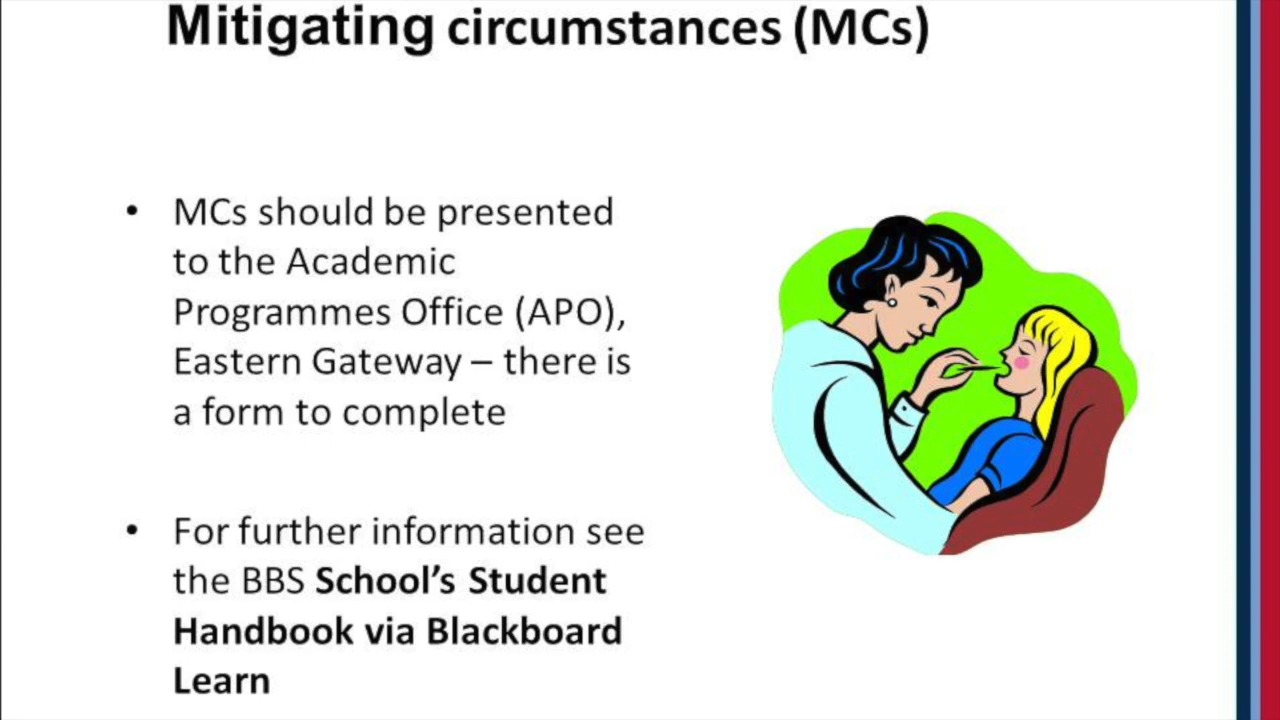 Mitigating circumstances (MCs)
• MCs should be presented
to the Academic
Programmes Office (APO),
Eastern Gateway – there is
a form to complete
• For further information see
the BBS School’s Student
Handbook via Blackboard
Learn